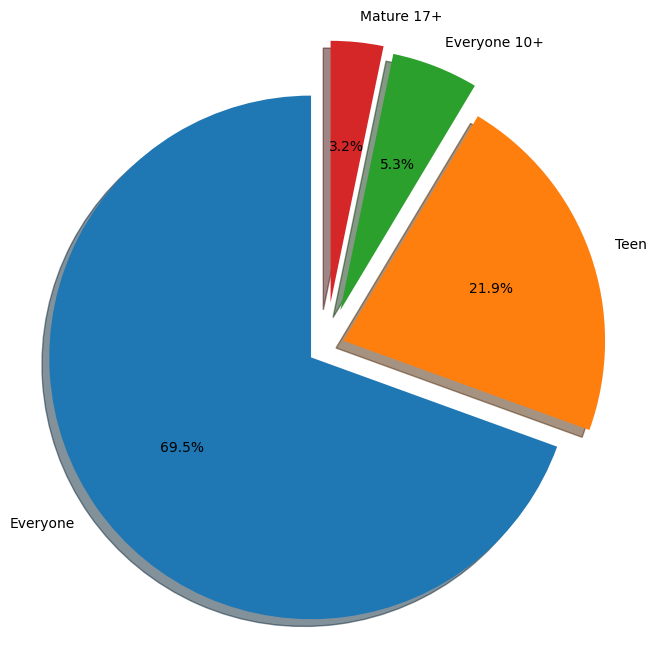 Mature 17+
Everyone 10+
3.2%
5.3%
Teen
21.9%
69.5%
Everyone